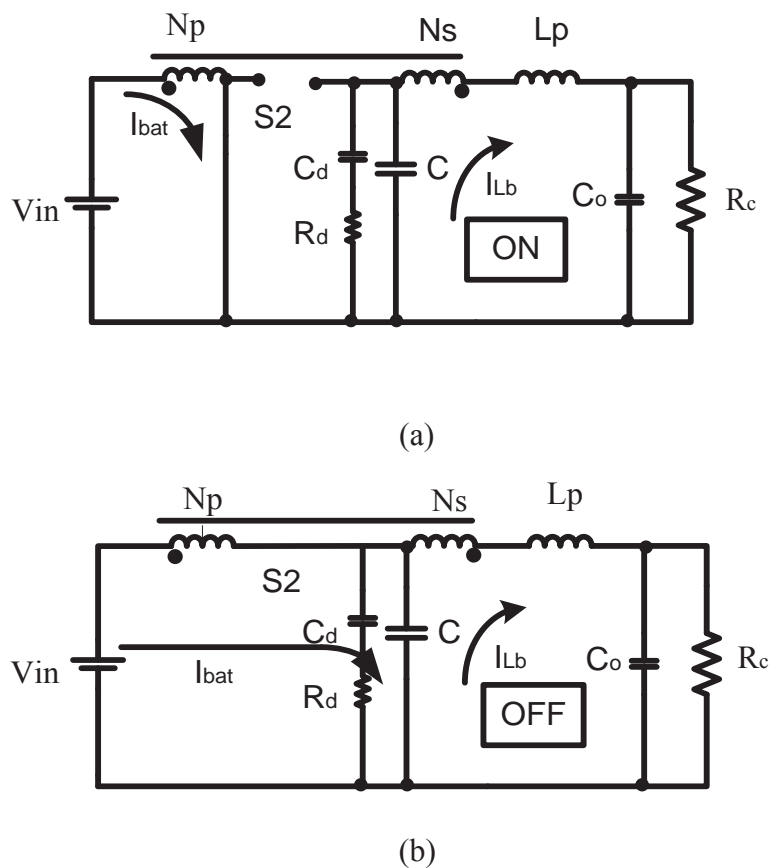 Np Ns Lp
S2
Ibat
Cd C ILb Co Rc
Vin
Rd ON
(a)
Np Ns Lp
S2
Cd C ILb Co Rc
Vin Ibat
Rd OFF
(b)